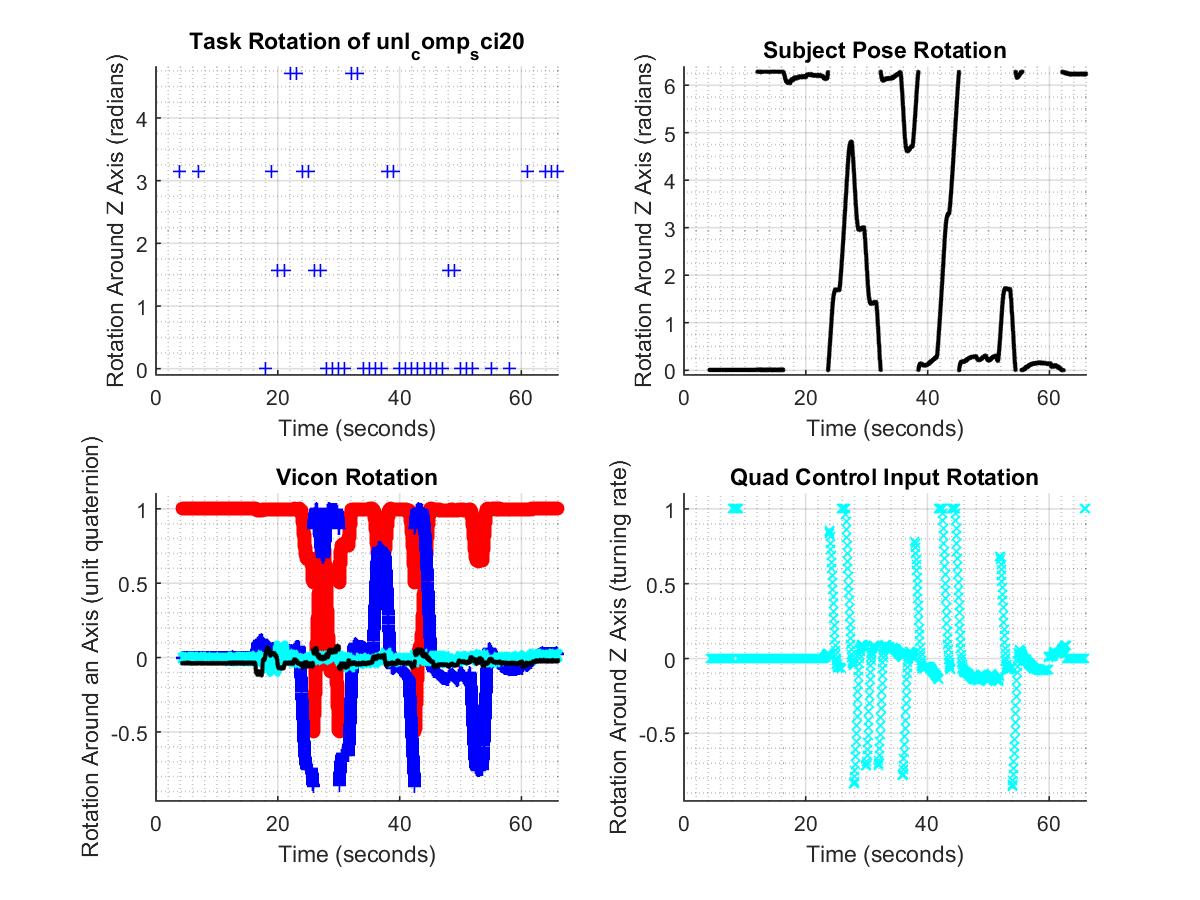 Task Rotation of unl_comp_sci20
Rotation Around Z Axis (radians)
4
3
2
1
0
0 20 40 60
Time (seconds)
Subject Pose Rotation
Rotation Around Z Axis (radians)
6
5
4
3
2
1
0
0 20 40 60
Time (seconds)
Vicon Rotation
Rotation Around an Axis (unit quaternion)
1
0.5
0
-0.5
0 20 40 60
Time (seconds)
Quad Control Input Rotation
Rotation Around Z Axis (turning rate)
1
0.5
0
-0.5
0 20 40 60
Time (seconds)